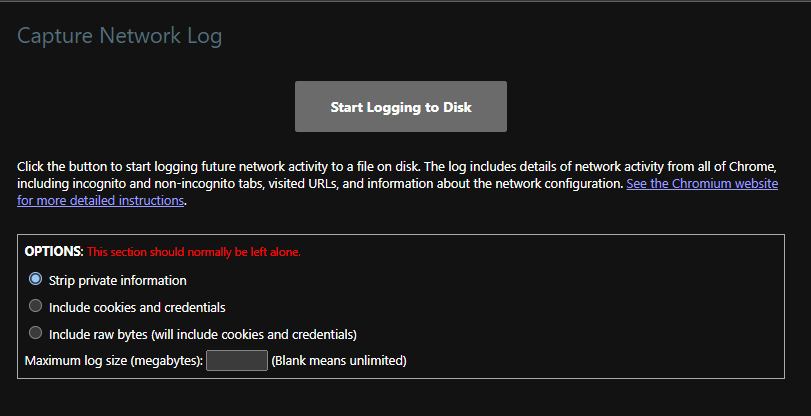 Capture Network Log
Start Logging to Disk
Click the button to start logging future network activity to a file on disk. The log includes details of network activity from all of Chrome,
including incognito and non-incognito tabs, visited URLs, and information about the network configuration. See the Chromium website
for more detailed instructions.
OPTIONS: This section should normally be left alone.
Strip private information
Include cookies and credentials
Include raw bytes (will include cookies and credentials)
Maximum log size (megabytes): (Blank means unlimited)